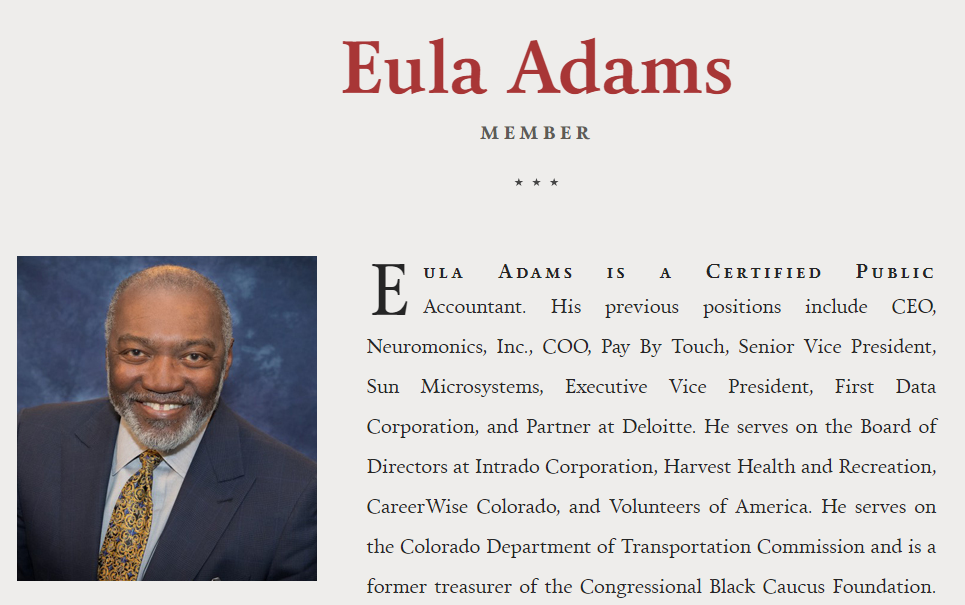 Eula Adams
MEMBER
★ ★ ★
EULA ADAMS IS A CERTIFIED PUBLIC
Accountant. His previous positions include CEO,
Neuromonics, Inc., COO, Pay By Touch, Senior Vice President,
Sun Microsystems, Executive Vice President, First Data
Corporation, and Partner at Deloitte. He serves on the Board of
Directors at Intrado Corporation, Harvest Health and Recreation,
CareerWise Colorado, and Volunteers of America. He serves on
the Colorado Department of Transportation Commission and is a
former treasurer of the Congressional Black Caucus Foundation.